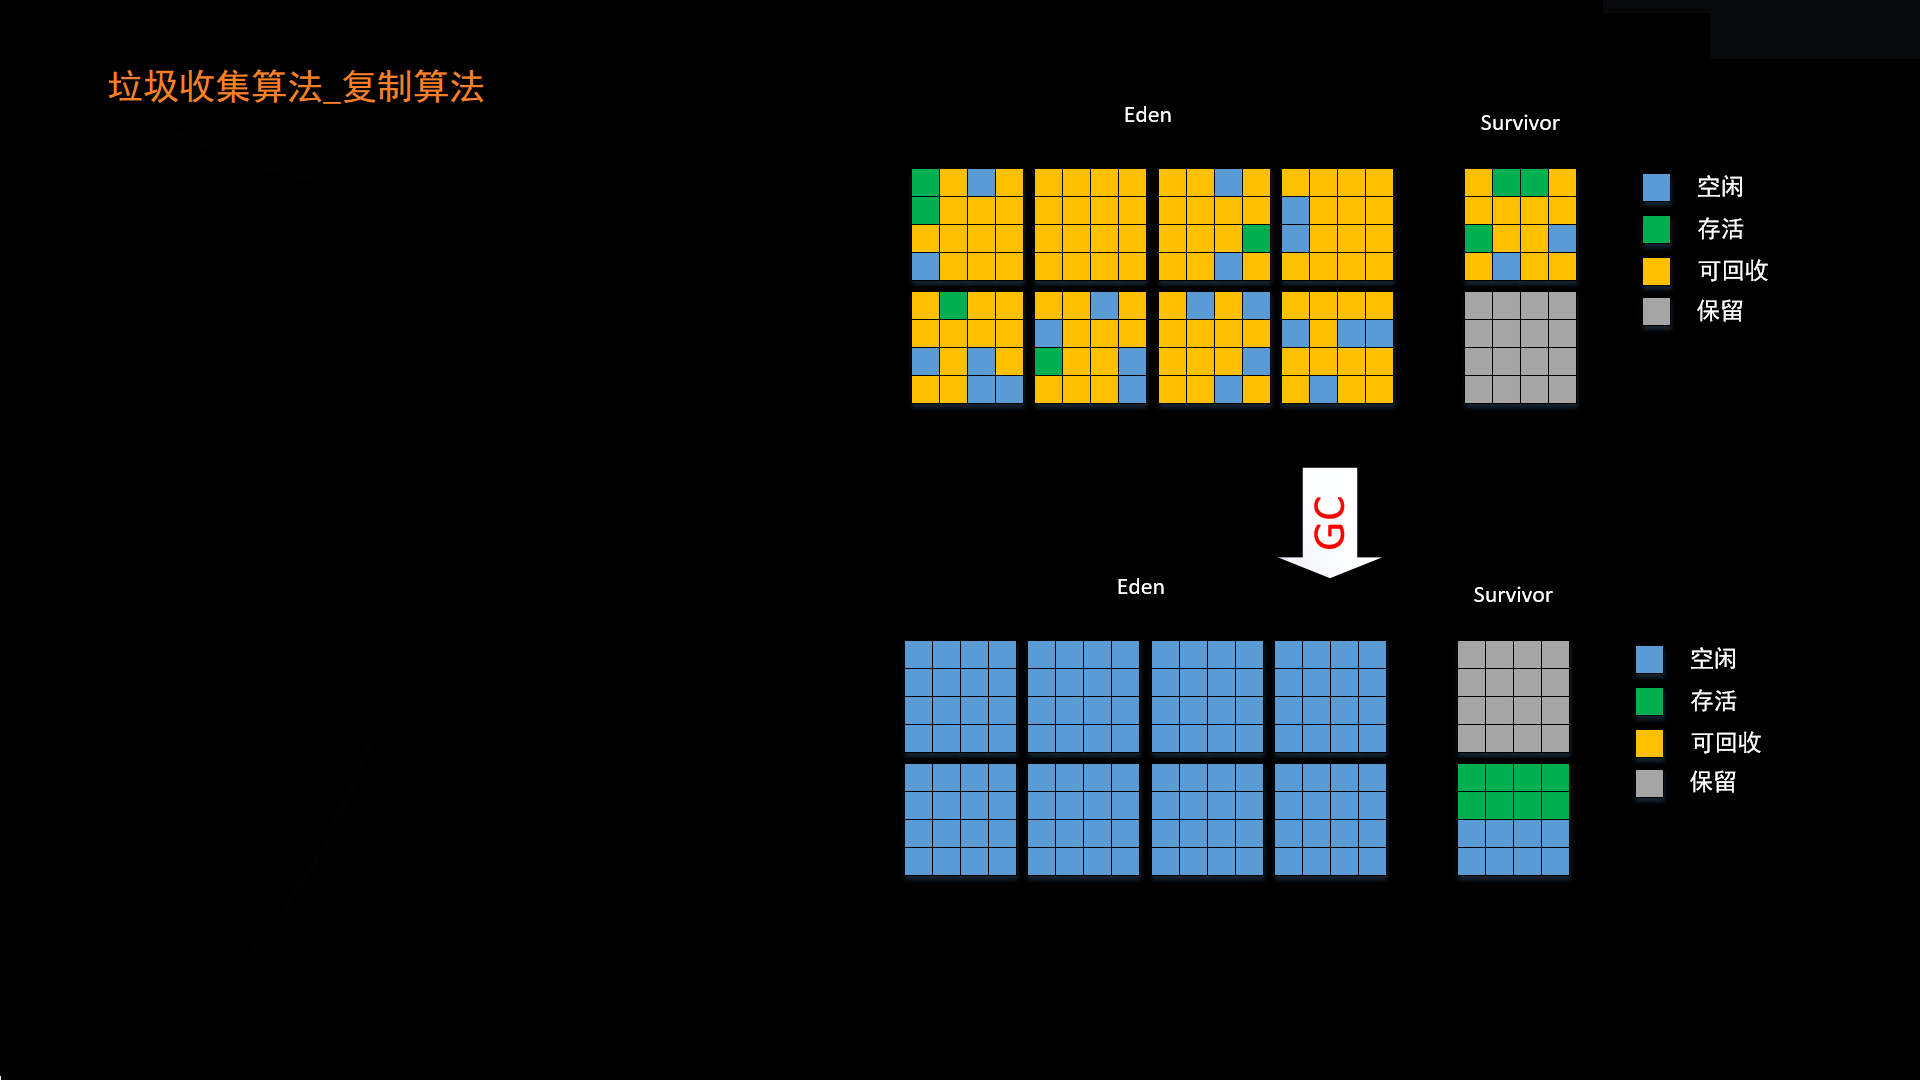 垃圾收集算法_复制算法
Eden
Survivor
空闲
存活
可回收
保留
GC
Eden
Survivor
空闲
存活
可回收
保留